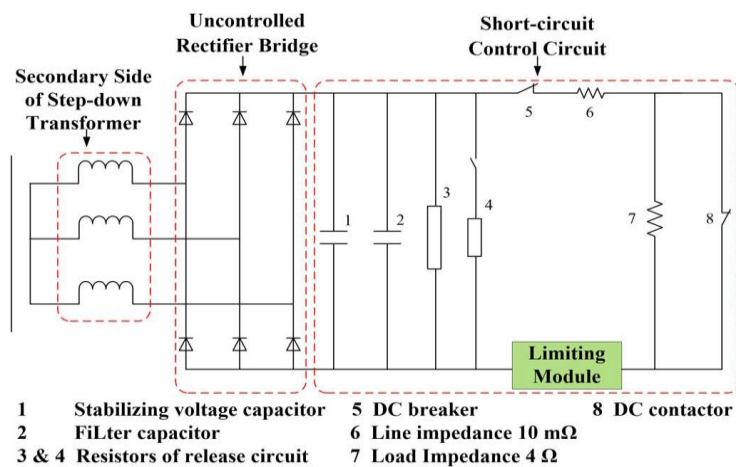 Uncontrolled
Rectifier Bridge
Short-circuit
Control Circuit
Secondary Side
of Step-down
Transformer
5
6
3
4
1
2
7
8
Limiting
Module
1 Stabilizing voltage capacitor
5 DC breaker
8 DC contactor
2 FiLter capacitor
6 Line impedance 10 mΩ
3 & 4 Resistors of release circuit
7 Load Impedance 4 Ω